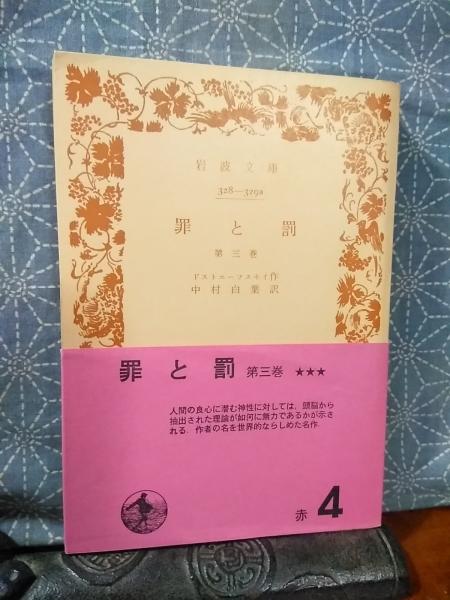 岩波文庫
328—329a
罪と罰
第三巻
ドストエーフスキイ作
中村白葉訳
罪と罰 第三巻 ★★★
人間の良心に潜む神性に対しては，頭脳から
抽出された理論が如何に無力であるかが示さ
れる．作者の名を世界的ならしめた名作．
赤 4